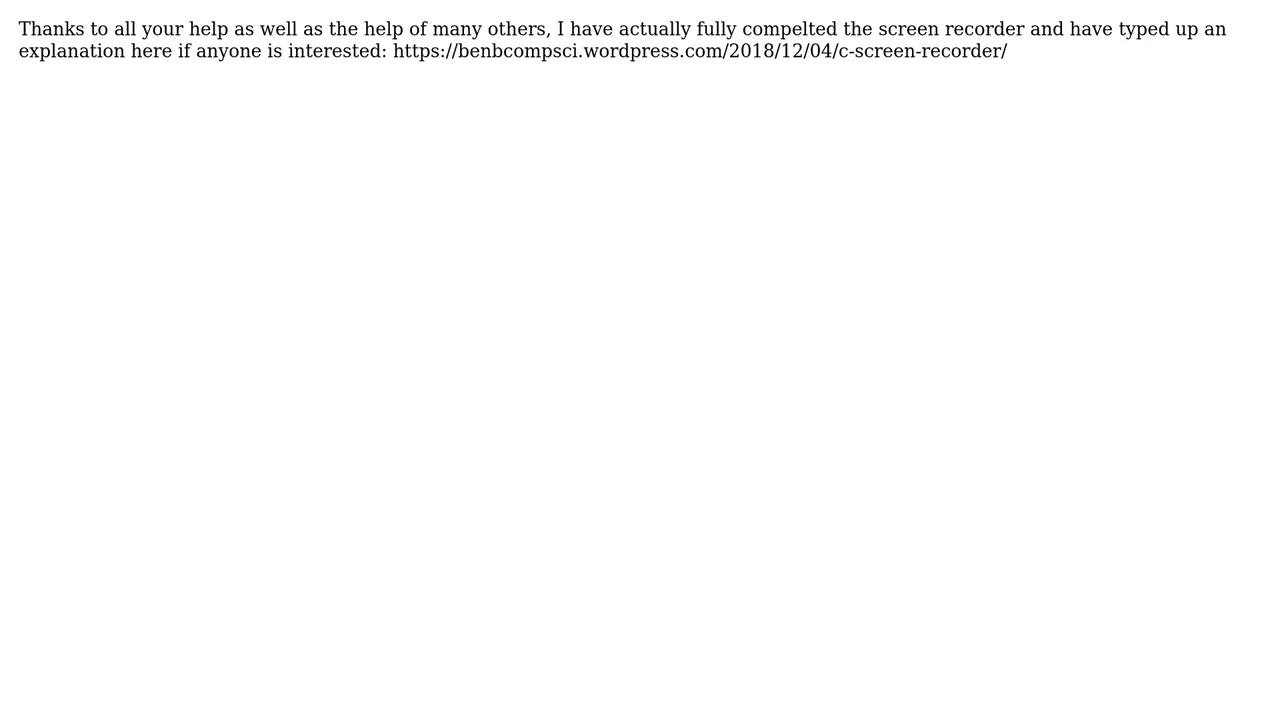 Thanks to all your help as well as the help of many others, I have actually fully compelted the screen recorder and have typed up an
explanation here if anyone is interested: https://benbcompsci.wordpress.com/2018/12/04/c-screen-recorder/